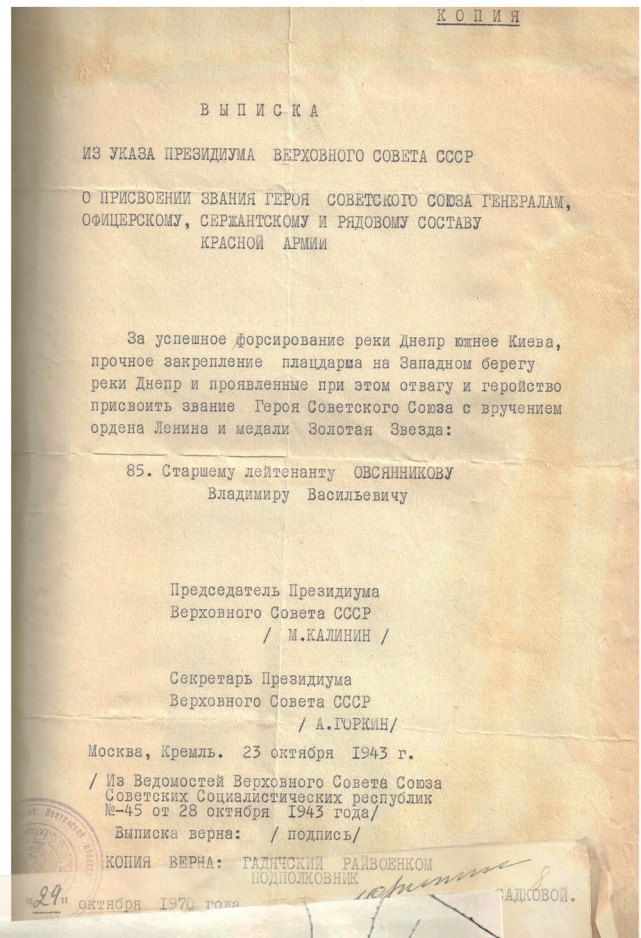 КОПИЯ
ВЫПИСКА
ИЗ УКАЗА ПРЕЗИДИУМА ВЕРХОВНОГО СОВЕТА СССР
О ПРИСВОЕНИИ ЗВАНИЯ ГЕРОЯ СОВЕТСКОГО СОЮЗА ГЕНЕРАЛАМ,
ОФИЦЕРСКОМУ, СЕРЖАНТСКОМУ И РЯДОВОМУ СОСТАВУ
КРАСНОЙ АРМИИ
За успешное форсирование реки Днепр южнее Киева,
прочное закрепление плацдарма на Западном берегу
реки Днепр и проявленные при этом отвагу и геройство
присвоить звание Героя Советского Союза с вручением
ордена Ленина и медали Золотая Звезда:
85. Старшему лейтенанту ОВСЯННИКОВУ
Владимиру Васильевичу
Председатель Президиума
Верховного Совета СССР
/ М.КАЛИНИН /
Секретарь Президиума
Верховного Совета СССР
/ А.ГОРКИН/
Москва, Кремль. 23 октября 1943 г.
/ Из Ведомостей Верховного Совета Союза
Советских Социалистических республик
№-45 от 28 октября 1943 года/
Выписка верна: / подпись/
КОПИЯ ВЕРНА: ГАДЯЧСКИЙ РАЙВОЕНКОМ
ПОДПОЛКОВНИК
САДКОВОЙ.
"29" октября 1970 года